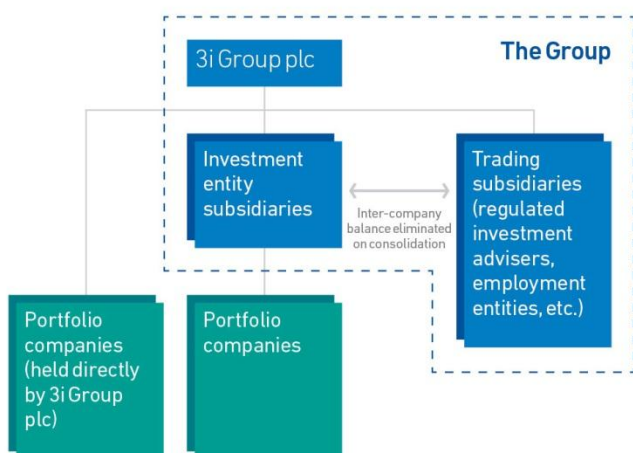 3i Group plc
The Group
Investment
entity
subsidiaries
Inter-company
balance eliminated
on consolidation
Trading
subsidiaries
(regulated
investment
advisers,
employment
entities, etc.)
Portfolio
companies
(held directly
by 3i Group
plc)
Portfolio
companies